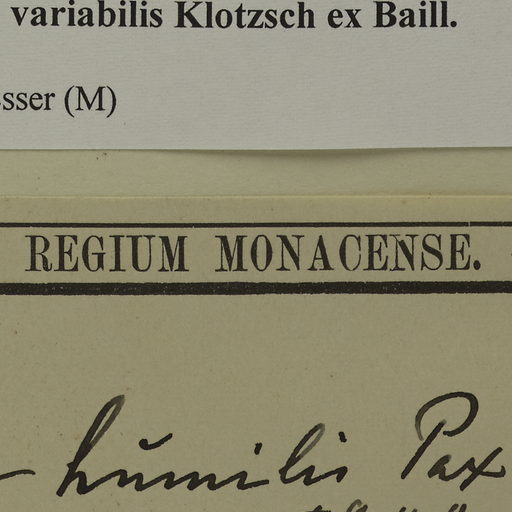 variabilis Klotzsch ex Baill.
sser (M)
REGIUM MONACENSE.
humilis Pax